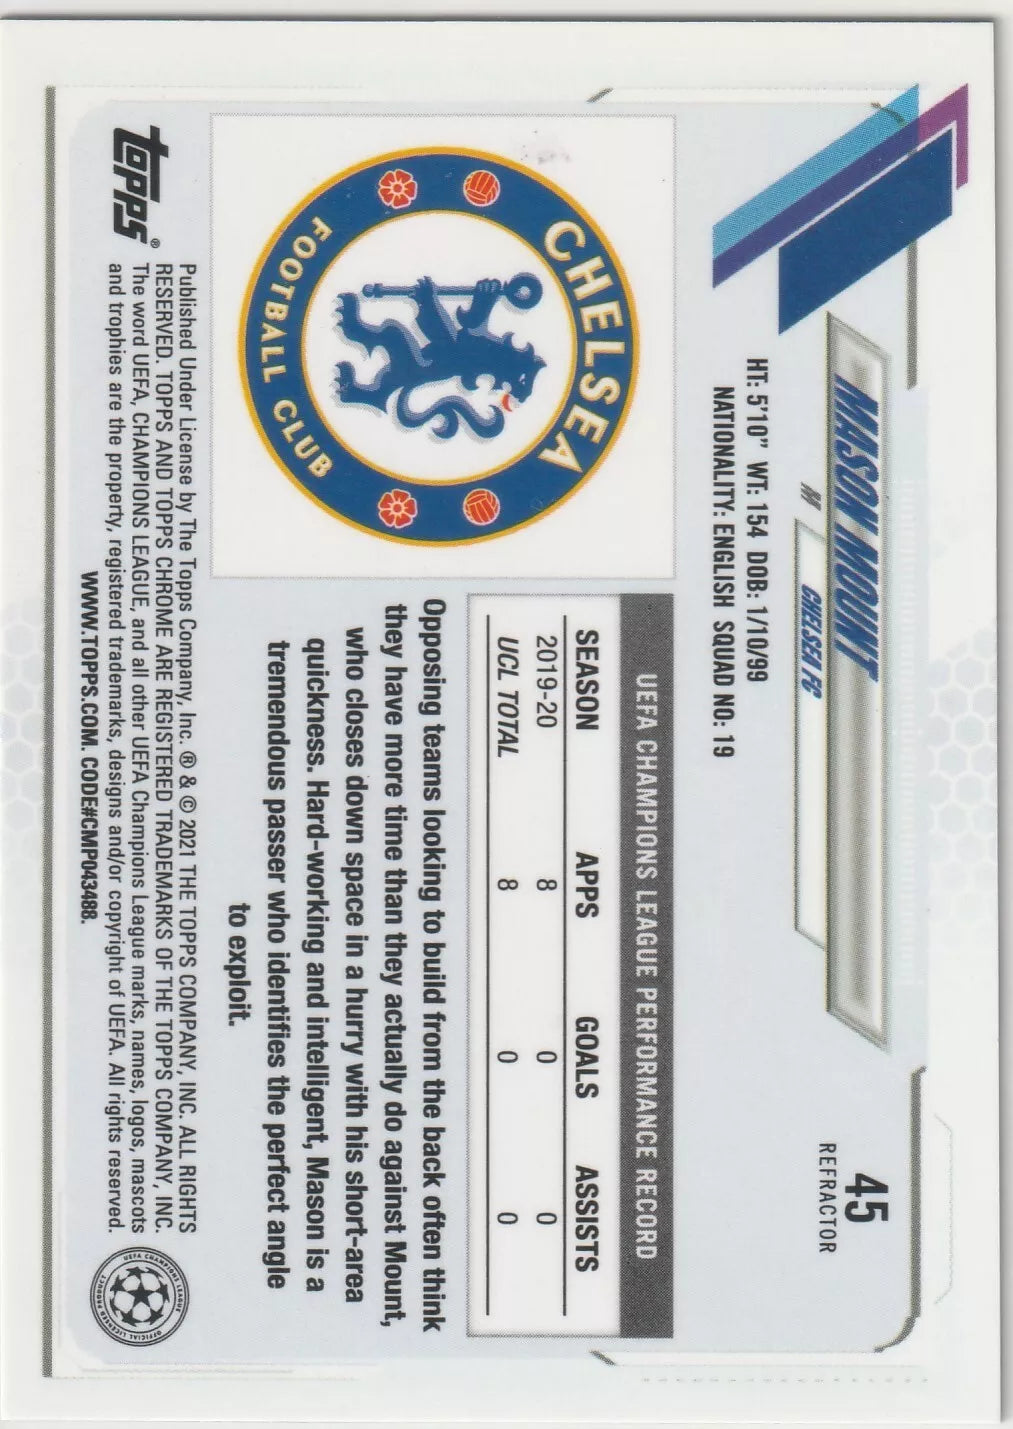 MASON MOUNT
M
CHELSEA FC
45
REFRACTOR
HT: 5'10" WT: 154 DOB: 1/10/99
NATIONALITY: ENGLISH SQUAD NO: 19
CHELSEA
FOOTBALL CLUB
UEFA CHAMPIONS LEAGUE PERFORMANCE RECORD
SEASON APPS GOALS ASSISTS
2019-20 8 0 0
UCL TOTAL 8 0 0
Opposing teams looking to build from the back often think
they have more time than they actually do against Mount,
who closes down space in a hurry with his short-area
quickness. Hard-working and intelligent, Mason is a
tremendous passer who identifies the perfect angle
to exploit.
TOPPS®
Published Under License by The Topps Company, Inc. ® & © 2021 THE TOPPS COMPANY, INC. ALL RIGHTS
RESERVED. TOPPS AND TOPPS CHROME ARE REGISTERED TRADEMARKS OF THE TOPPS COMPANY, INC.
The word UEFA, CHAMPIONS LEAGUE, and all other UEFA Champions League marks, names, logos, mascots
and trophies are the property, registered trademarks, designs and/or copyright of UEFA. All rights reserved.
WWW.TOPPS.COM. CODE#CMP043488.
UEFA CHAMPIONS LEAGUE
OFFICIAL LICENSED PRODUCT